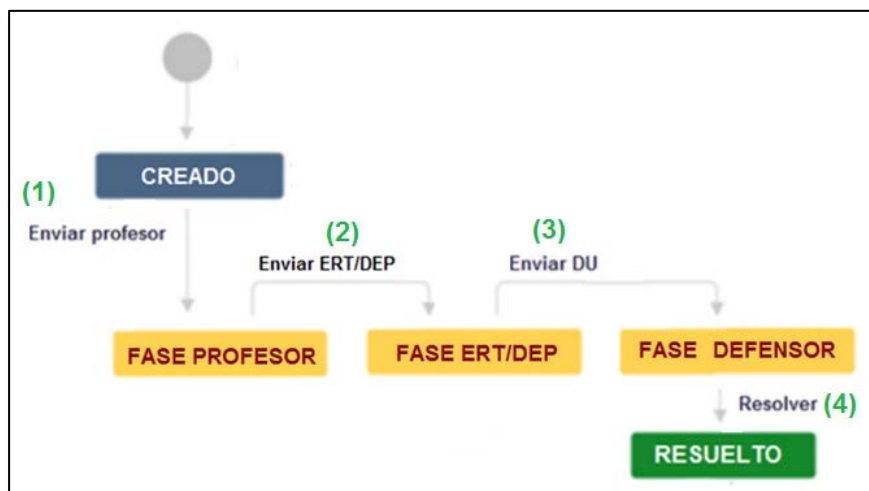 CREADO
(1)
Enviar profesor
(2)
Enviar ERT/DEP
(3)
Enviar DU
FASE PROFESOR
FASE ERT/DEP
FASE DEFENSOR
Resolver (4)
RESUELTO